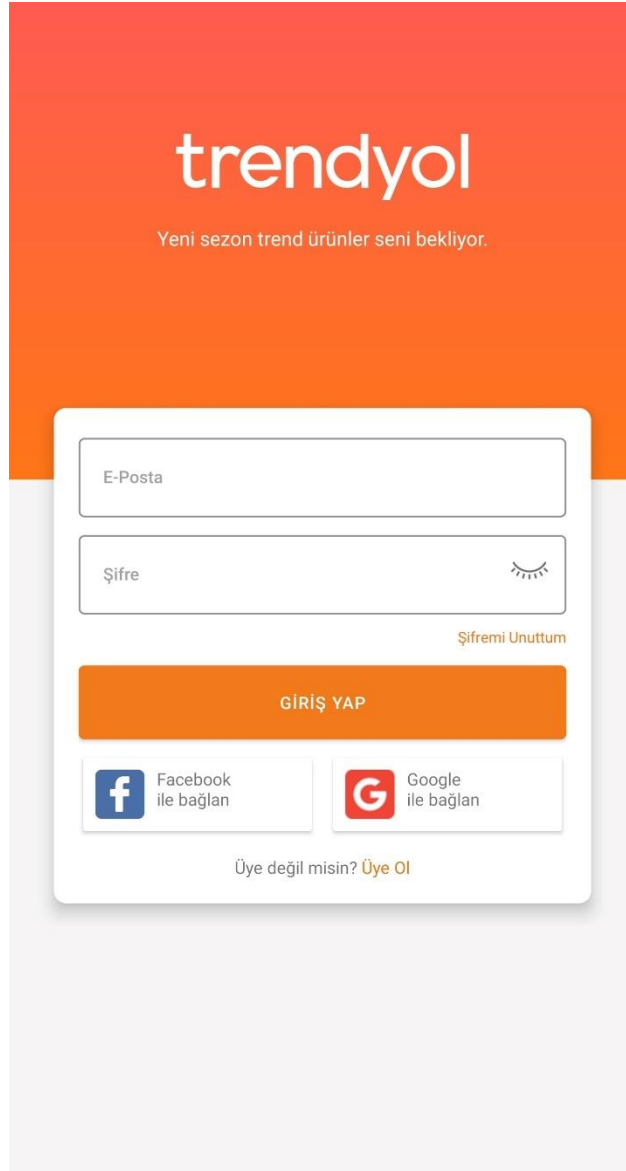 trendyol
Yeni sezon trend ürünler seni bekliyor.
E-Posta
Şifre
Şifremi Unuttum
GİRİŞ YAP
Facebook
ile bağlan
Google
ile bağlan
Üye değil misin? Üye Ol